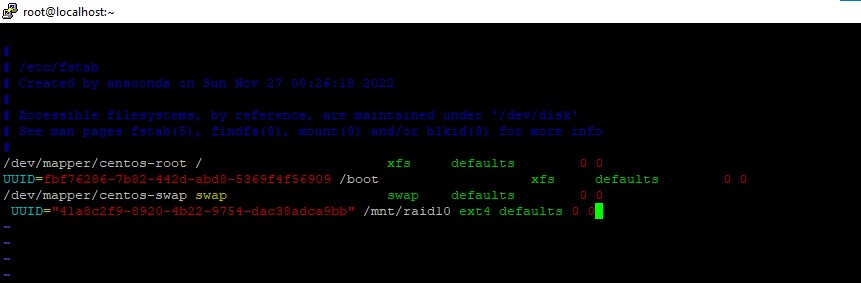 root@localhost:~
#
# /etc/fstab
# Created by anaconda on Sun Nov 27 00:26:18 2022
#
# Accessible filesystems, by reference, are maintained under '/dev/disk'
# See man pages fstab(5), findfs(8), mount(8) and/or blkid(8) for more info
#
/dev/mapper/centos-root / xfs defaults 0 0
UUID=fbf76286-7b82-442d-abd8-5369f4f56909 /boot xfs defaults 0 0
/dev/mapper/centos-swap swap swap defaults 0 0
UUID="41a8c2f9-8920-4b22-9754-dac38adca9bb" /mnt/raid10 ext4 defaults 0 0
~
~
~
~